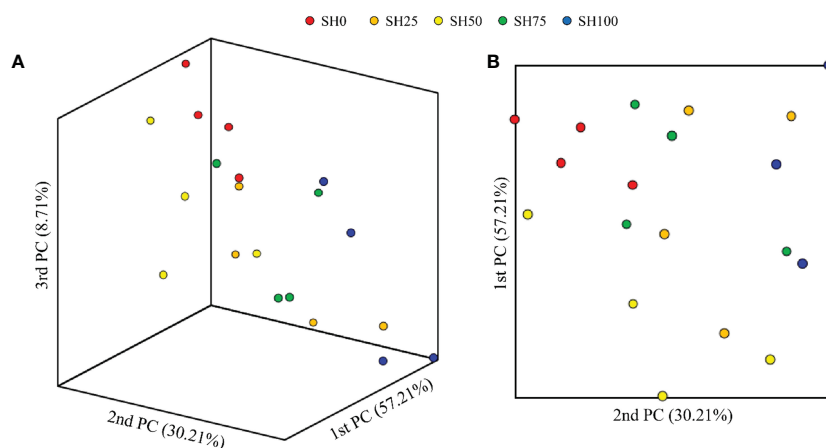 SH0 SH25 SH50 SH75 SH100
A
B
3rd PC (8.71%)
2nd PC (30.21%)
1st PC (57.21%)
1st PC (57.21%)
2nd PC (30.21%)